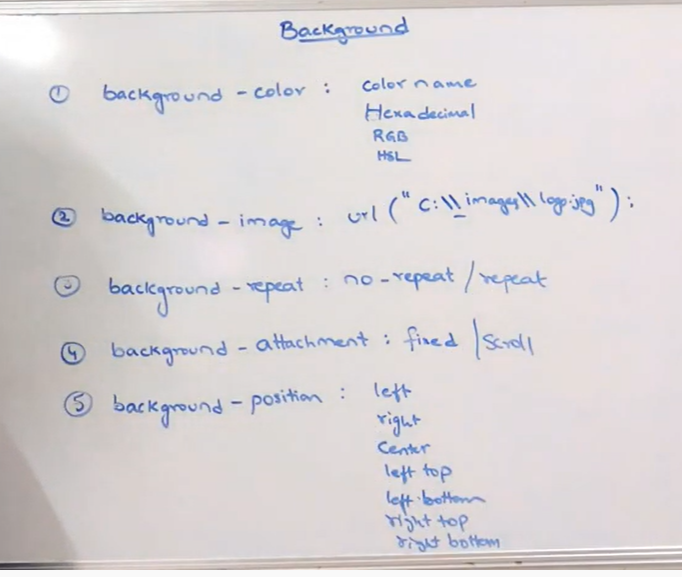 Background
① background - color : color name
Hexadecimal
RGB
HSL
② background - image : url ("C:\\images\\logo.jpg");
③ background - repeat : no-repeat / repeat
④ background - attachment : fixed / scroll
⑤ background - position : left
right
center
left top
left bottom
right top
right bottom